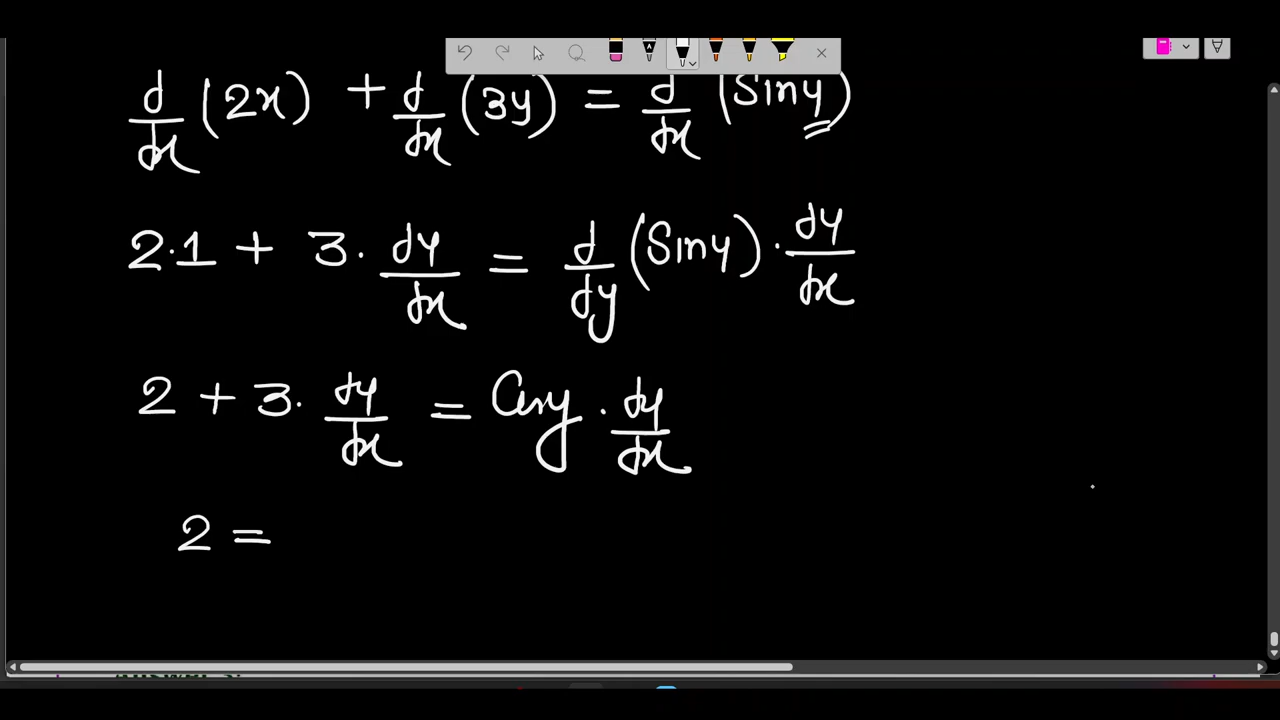 d/dx (2x) + d/dx (3y) = d/dx (Siny)
2·1 + 3· dy/dx = d/dy (Siny) · dy/dx
2 + 3· dy/dx = Cosy · dy/dx
2 =